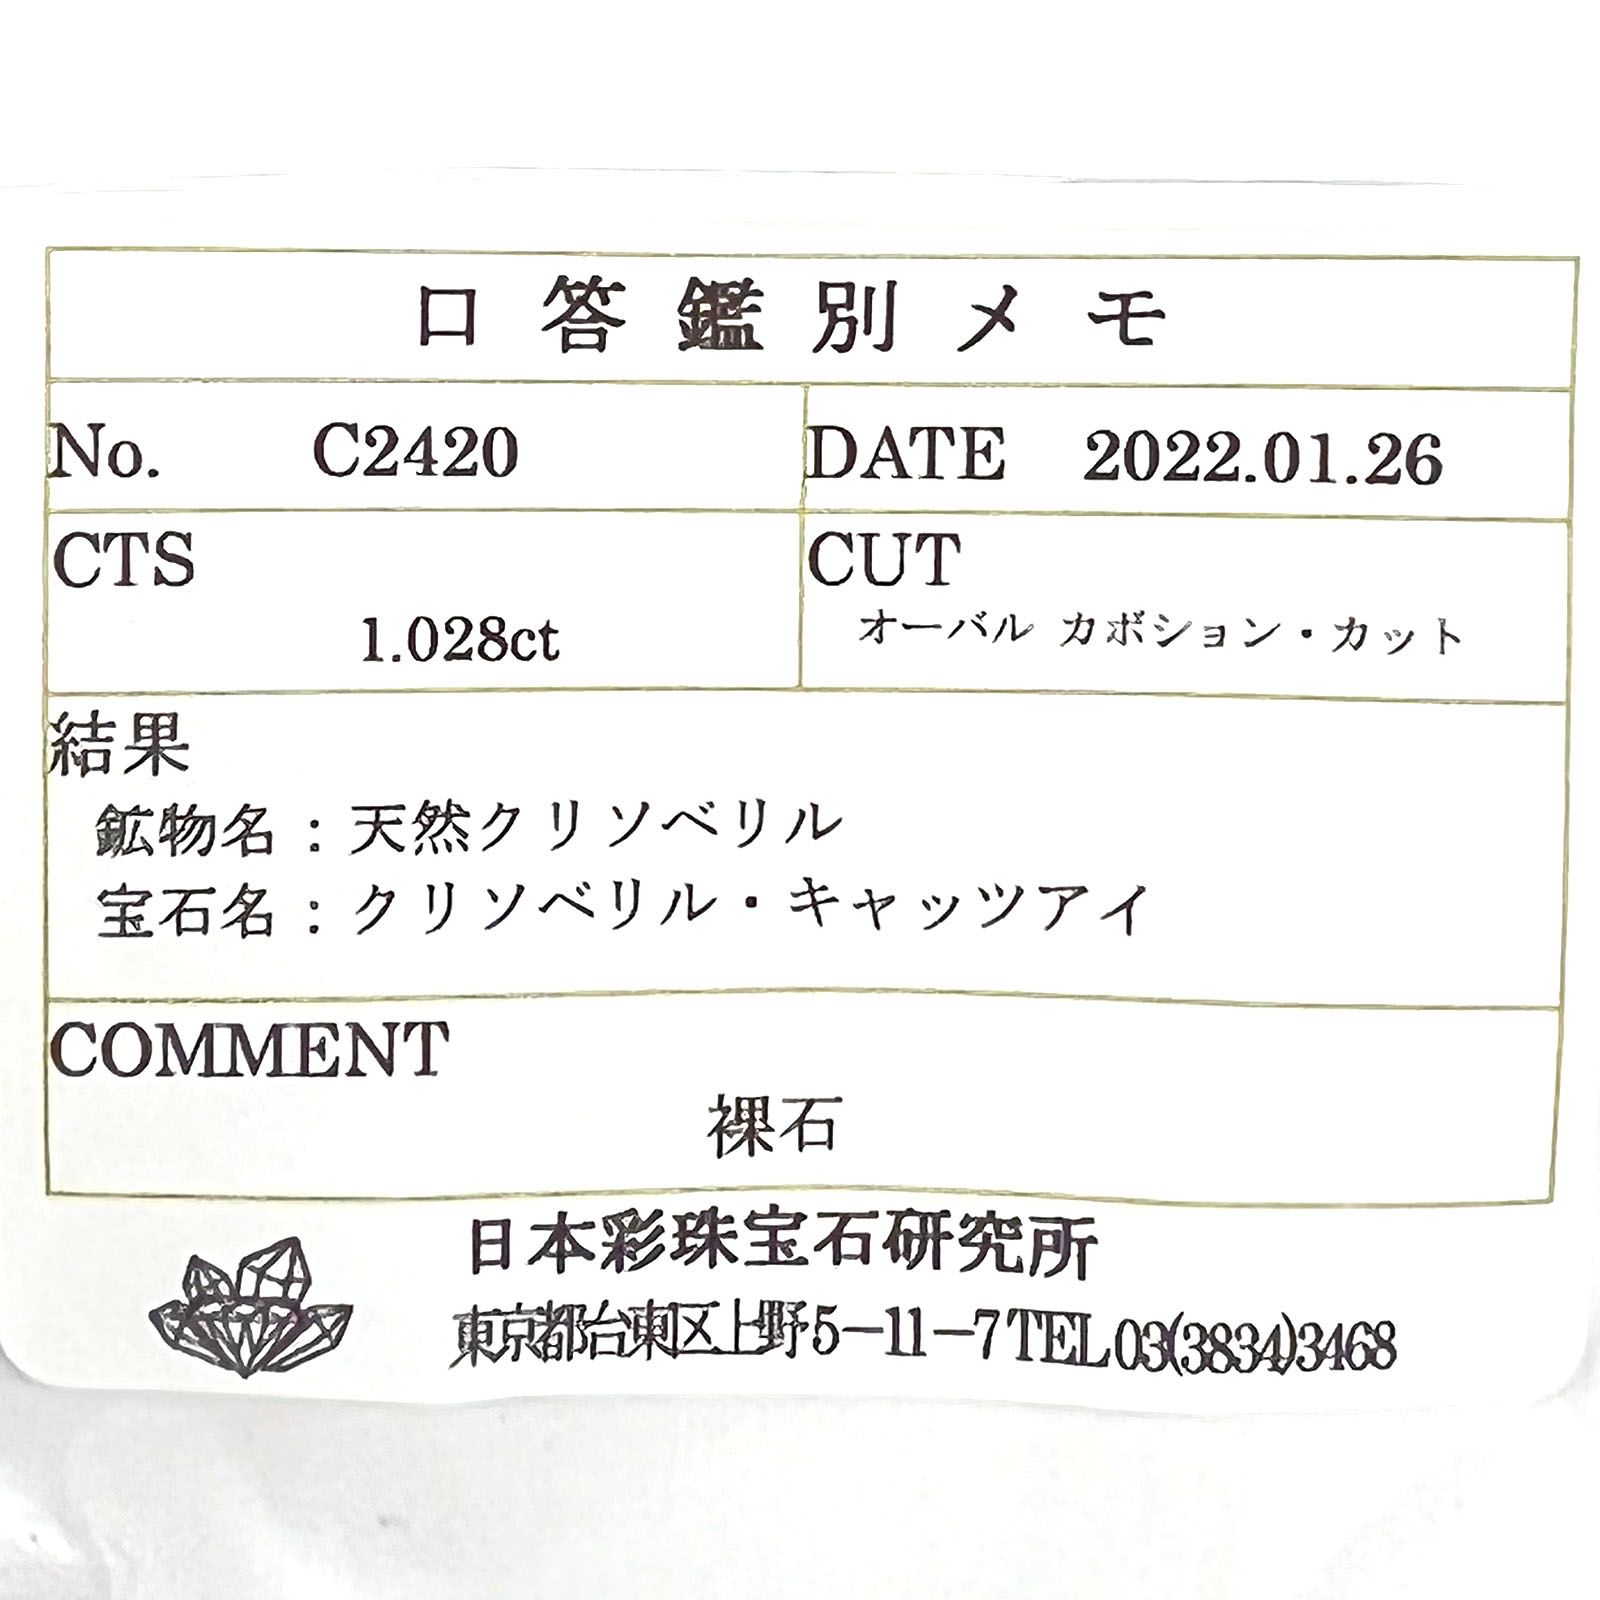 口答鑑別メモ
No. C2420
DATE 2022.01.26
CTS
1.028ct
CUT
オーバル カボション・カット
結果
鉱物名：天然クリソベリル
宝石名：クリソベリル・キャッツアイ
COMMENT
裸石
日本彩珠宝石研究所
東京都台東区上野5-11-7 TEL 03(3834)3468